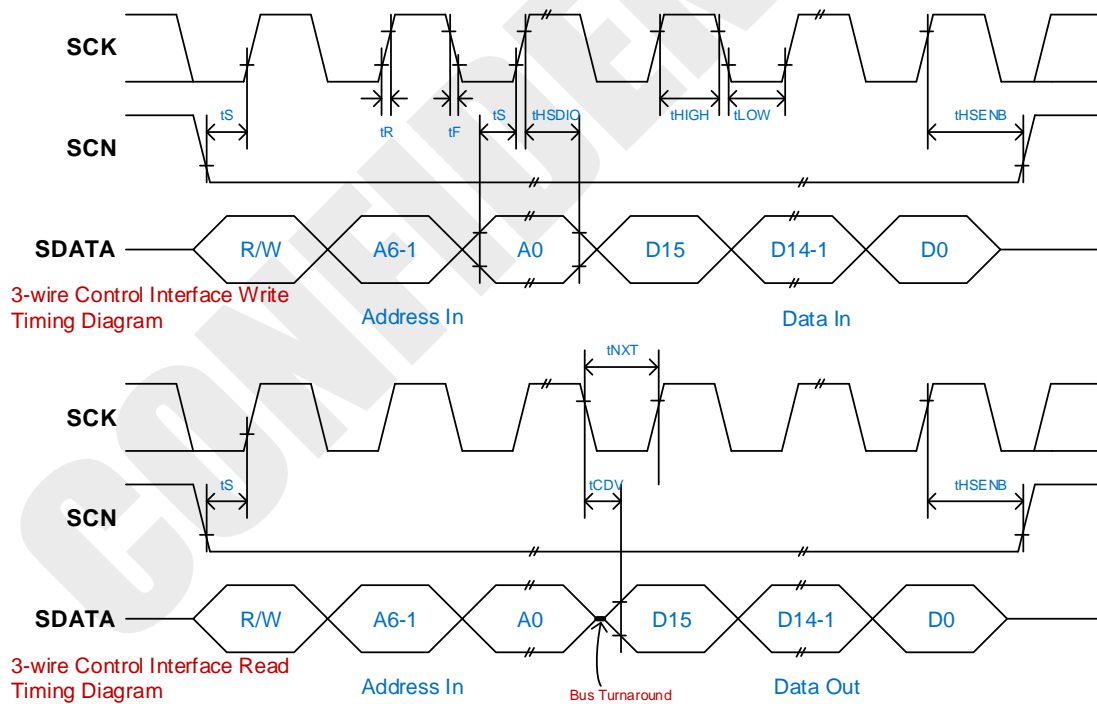 SCK
tS
tR
tF
tS
tHSDIO
tHIGH
tLOW
tHSENB
SCN
SDATA
R/W
A6-1
A0
D15
D14-1
D0
3-wire Control Interface Write
Timing Diagram
Address In
Data In
tNXT
SCK
tS
tCDV
tHSENB
SCN
SDATA
R/W
A6-1
A0
D15
D14-1
D0
3-wire Control Interface Read
Timing Diagram
Address In
Bus Turnaround
Data Out
CONFIDEN